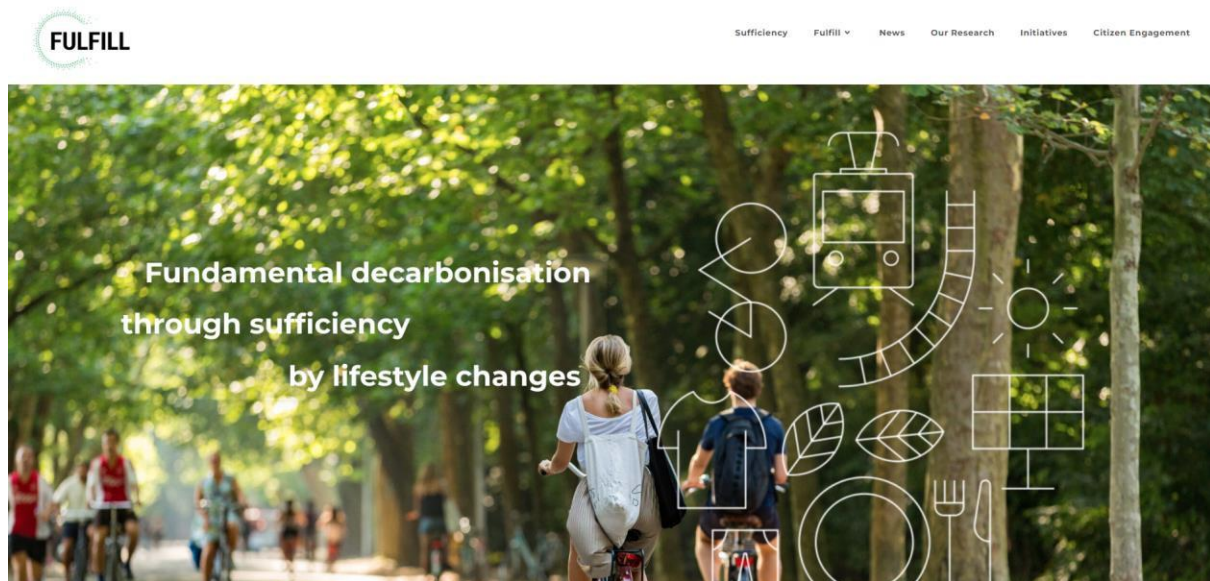 FULFILL
Sufficiency Fulfill News Our Research Initiatives Citizen Engagement
Fundamental decarbonisation
through sufficiency
by lifestyle changes